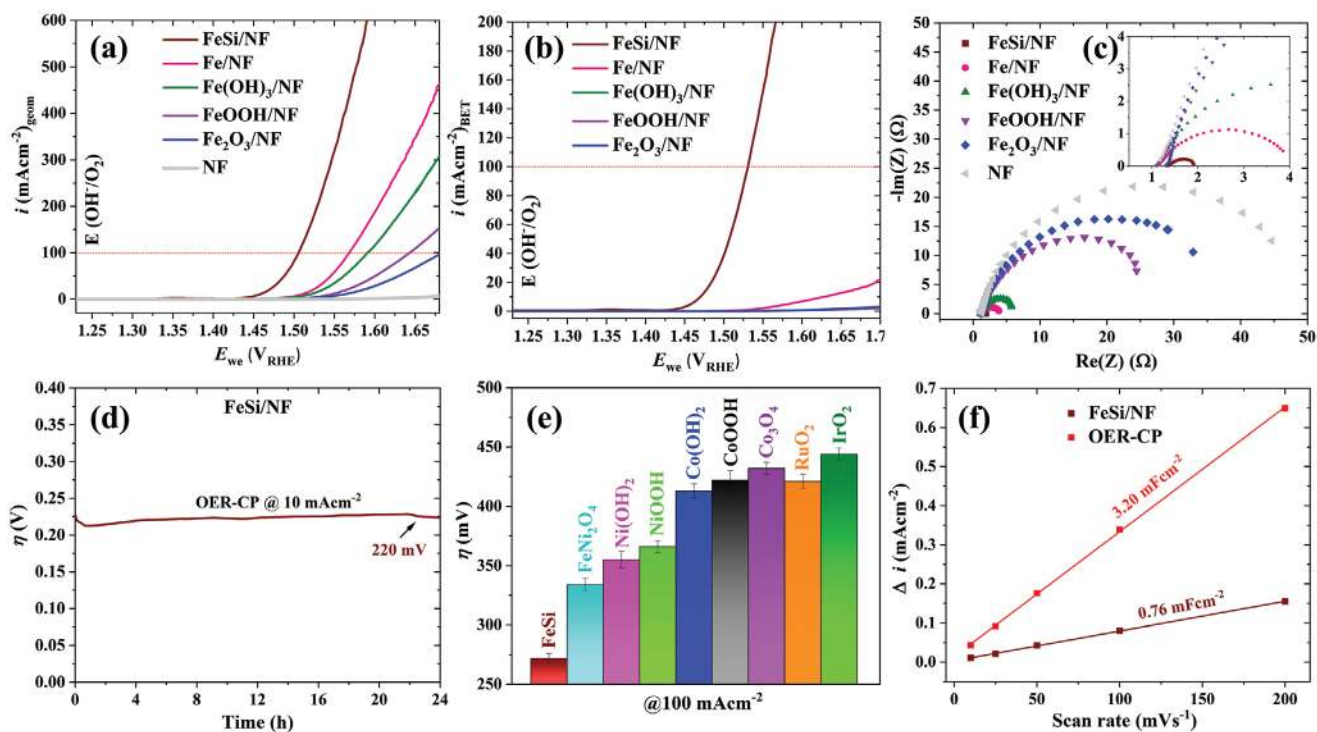 (a)
FeSi/NF
Fe/NF
Fe(OH)₃/NF
FeOOH/NF
Fe₂O₃/NF
NF
E (OH⁻/O₂)
i (mAcm⁻²)geom
600
500
400
300
200
100
0
1.25 1.30 1.35 1.40 1.45 1.50 1.55 1.60 1.65
Ewe (VRHE)
(b)
FeSi/NF
Fe/NF
Fe(OH)₃/NF
FeOOH/NF
Fe₂O₃/NF
E (OH⁻/O₂)
i (mAcm⁻²)BET
200
180
160
140
120
100
80
60
40
20
0
1.25 1.30 1.35 1.40 1.45 1.50 1.55 1.60 1.65 1.70
Ewe (VRHE)
(c)
FeSi/NF
Fe/NF
Fe(OH)₃/NF
FeOOH/NF
Fe₂O₃/NF
NF
4
3
2
1
0
0 1 2 3 4
-Im(Z) (Ω)
50
45
40
35
30
25
20
15
10
5
0
0 10 20 30 40 50
Re(Z) (Ω)
(d)
FeSi/NF
OER-CP @ 10 mAcm⁻²
220 mV
η (V)
0.40
0.35
0.30
0.25
0.20
0.15
0.10
0.05
0.00
0 4 8 12 16 20 24
Time (h)
(e)
FeSi
FeNi₂O₄
Ni(OH)₂
NiOOH
Co(OH)₂
CoOOH
Co₃O₄
RuO₂
IrO₂
η (mV)
500
450
400
350
300
250
@100 mAcm⁻²
(f)
FeSi/NF
OER-CP
3.20 mFcm⁻²
0.76 mFcm⁻²
Δ i (mAcm⁻²)
0.7
0.6
0.5
0.4
0.3
0.2
0.1
0.0
0 50 100 150 200
Scan rate (mVs⁻¹)